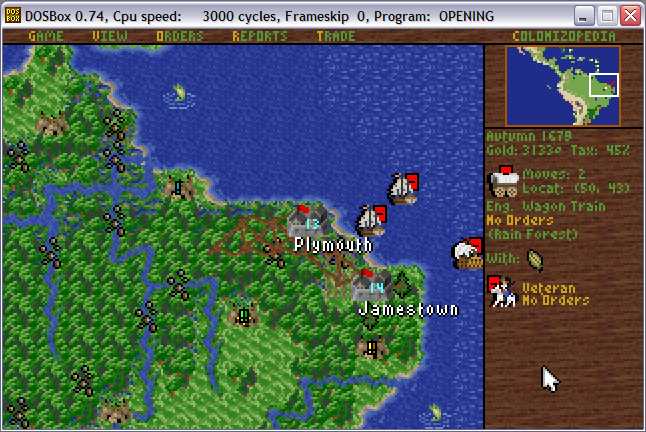 DOSBox 0.74, Cpu speed: 3000 cycles, Frameskip 0, Program: OPENING
GAME VIEW ORDERS REPORTS TRADE COLONIZOPEDIA
Autumn 1679
Gold: 3133 Tax: 45%
Moves: 2
Locat: (50, 43)
Eng. Wagon Train
No Orders
(Rain Forest)
With:
Veteran
No Orders
13
Plymouth
14
Jamestown